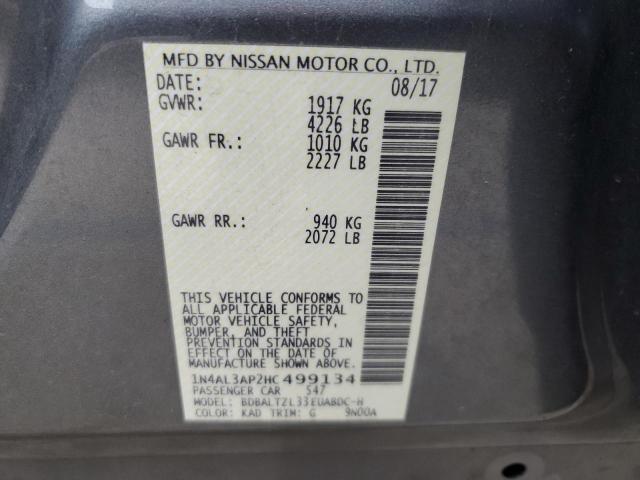 MFD BY NISSAN MOTOR CO., LTD.
DATE: 08/17
GVWR: 1917 KG
4226 LB
GAWR FR.: 1010 KG
2227 LB
GAWR RR.: 940 KG
2072 LB
THIS VEHICLE CONFORMS TO
ALL APPLICABLE FEDERAL
MOTOR VEHICLE SAFETY,
BUMPER, AND THEFT
PREVENTION STANDARDS IN
EFFECT ON THE DATE OF
MANUFACTURE SHOWN ABOVE.
1N4AL3AP2HC499134
PASSENGER CAR 547
MODEL: BDBALTZL33EUABDC-H
COLOR: KAD TRIM: G 9N00A